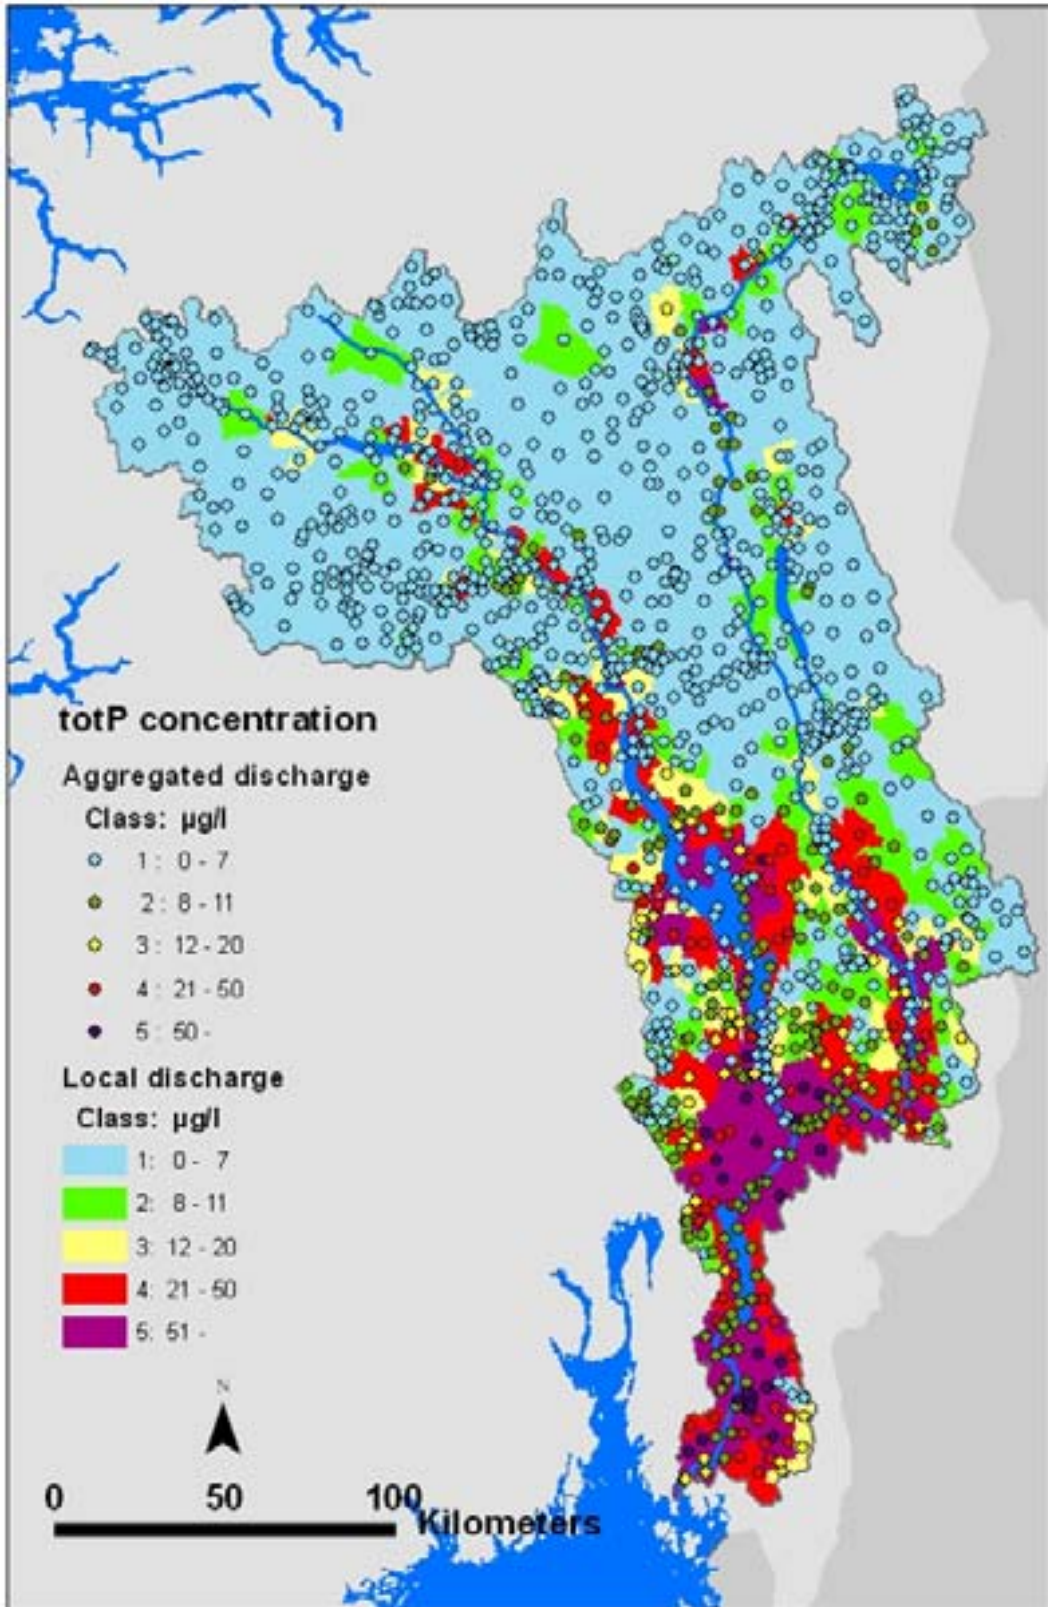 totP concentration
Aggregated discharge
Class: µg/l
1: 0 - 7
2: 8 - 11
3: 12 - 20
4: 21 - 50
5: 50 -
Local discharge
Class: µg/l
1: 0 - 7
2: 8 - 11
3: 12 - 20
4: 21 - 50
5: 51 -
N
0 50 100
Kilometers